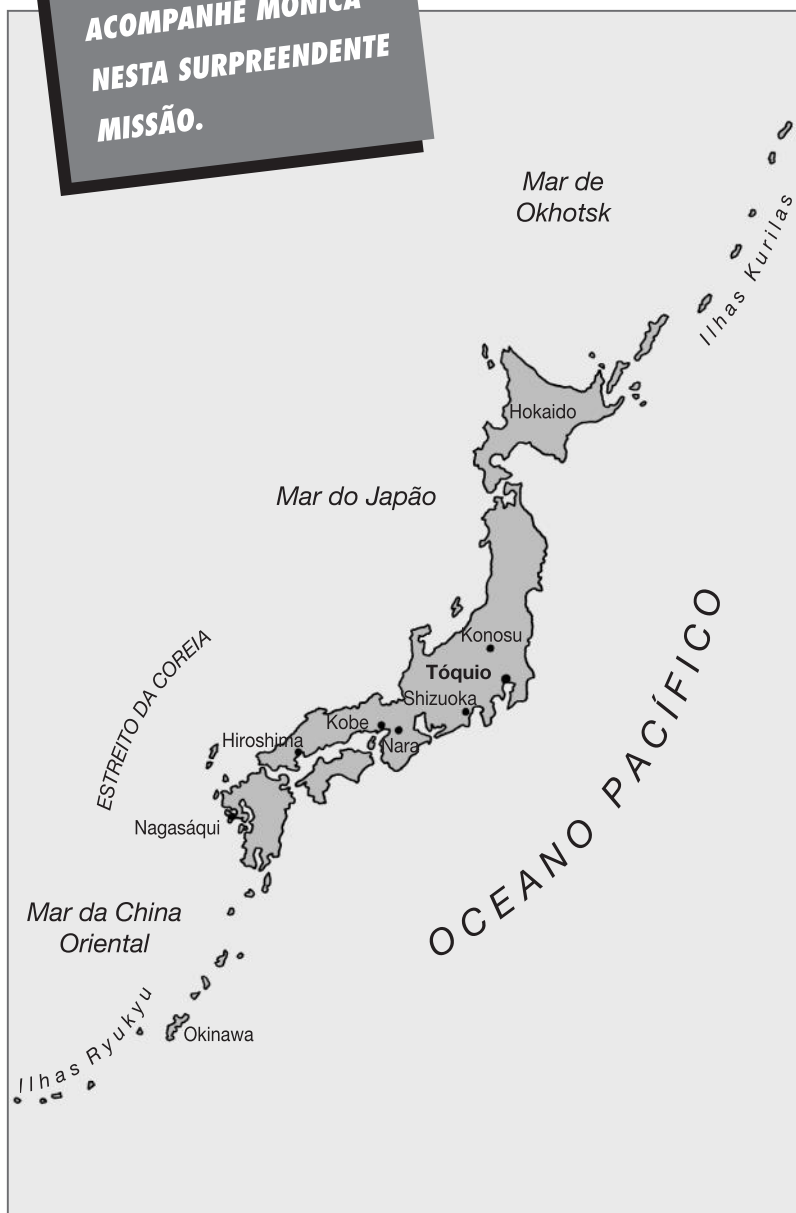 ACOMPANHE MÔNICA
NESTA SURPREENDENTE
MISSÃO.
Mar de
Okhotsk
Ilhas Kurilas
Hokaido
Mar do Japão
Konosu
Tóquio
Shizuoka
Kobe
Nara
Hiroshima
ESTREITO DA COREIA
Nagasáqui
OCEANO PACÍFICO
Mar da China
Oriental
Okinawa
Ilhas Ryukyu